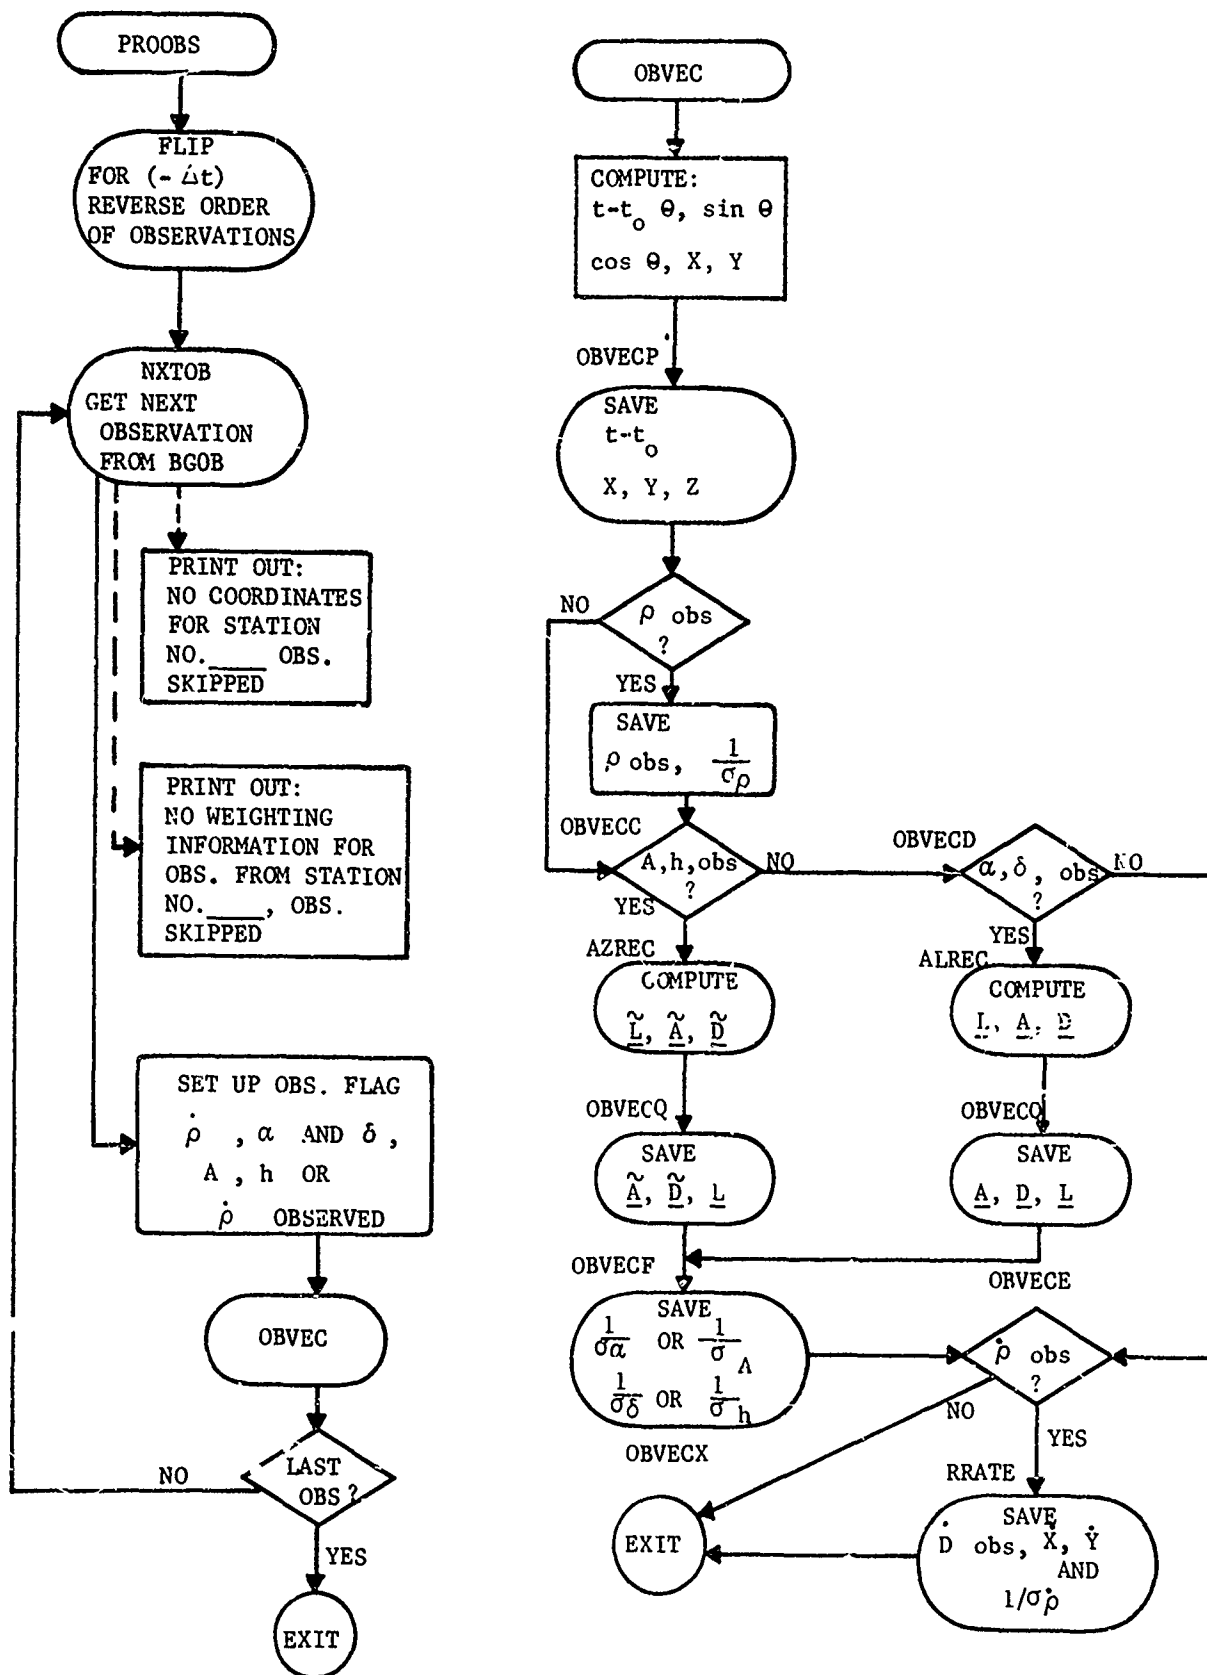 PROOBS
FLIP
FOR (- Δt)
REVERSE ORDER
OF OBSERVATIONS
NXTOB
GET NEXT
OBSERVATION
FROM BGOB
PRINT OUT:
NO COORDINATES
FOR STATION
NO.____ OBS.
SKIPPED
PRINT OUT:
NO WEIGHTING
INFORMATION FOR
OBS. FROM STATION
NO.____, OBS.
SKIPPED
SET UP OBS. FLAG
ρ̇ , α AND δ,
A , h OR
ρ̇ OBSERVED
OBVEC
LAST
OBS?
NO
YES
EXIT
OBVEC
COMPUTE:
t-t₀ θ, sin θ
cos θ, X, Y
OBVECP
SAVE
t-t₀
X, Y, Z
ρ obs
?
NO
YES
SAVE
ρ obs, 1/σρ
OBVECC
A,h,obs
?
NO
YES
OBVECD
α,δ, obs
?
NO
YES
AZREC
COMPUTE
L̲̃, Ã̲, D̲̃
ALREC
COMPUTE
L̲, A̲, D̲
OBVECQ
SAVE
Ã̲, D̲̃, L̲
OBVECQ
SAVE
A̲, D̲, L̲
OBVECF
SAVE
1/σα OR 1/σ A
1/σδ OR 1/σ h
OBVECE
ρ̇ obs
?
NO
YES
OBVECX
EXIT
RRATE
SAVE
Ḋ obs, Ẋ, Ẏ
AND
1/σρ̇